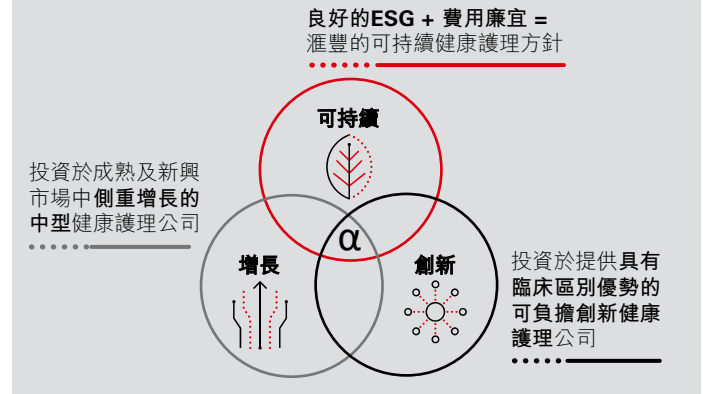 良好的ESG + 費用廉宜 =
滙豐的可持續健康護理方針
可持續
投資於成熟及新興
市場中側重增長的
中型健康護理公司
α
增長
創新
投資於提供具有
臨床區別優勢的
可負擔創新健康
護理公司